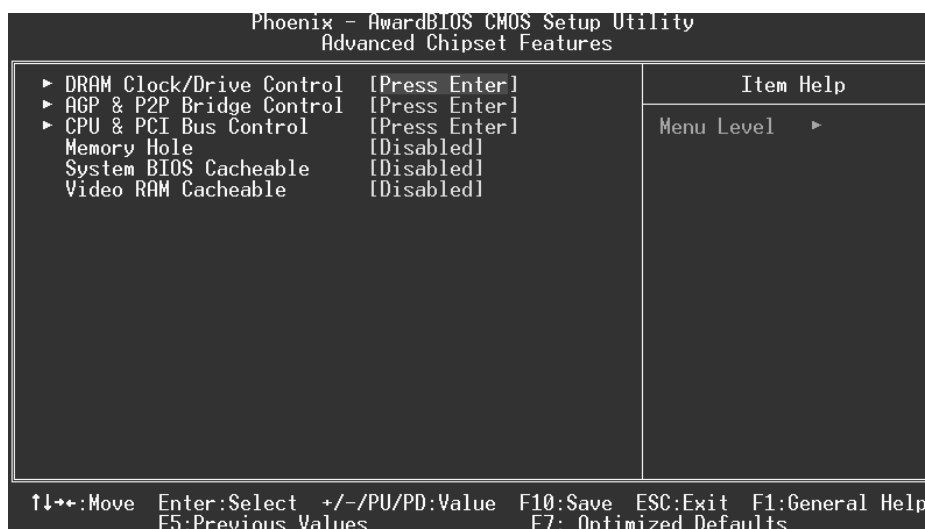 Phoenix - AwardBIOS CMOS Setup Utility
Advanced Chipset Features
► DRAM Clock/Drive Control [Press Enter]
► AGP & P2P Bridge Control [Press Enter]
► CPU & PCI Bus Control [Press Enter]
Memory Hole [Disabled]
System BIOS Cacheable [Disabled]
Video RAM Cacheable [Disabled]
Item Help
Menu Level ►
↑↓→←:Move Enter:Select +/-/PU/PD:Value F10:Save ESC:Exit F1:General Help
F5:Previous Values F7: Optimized Defaults